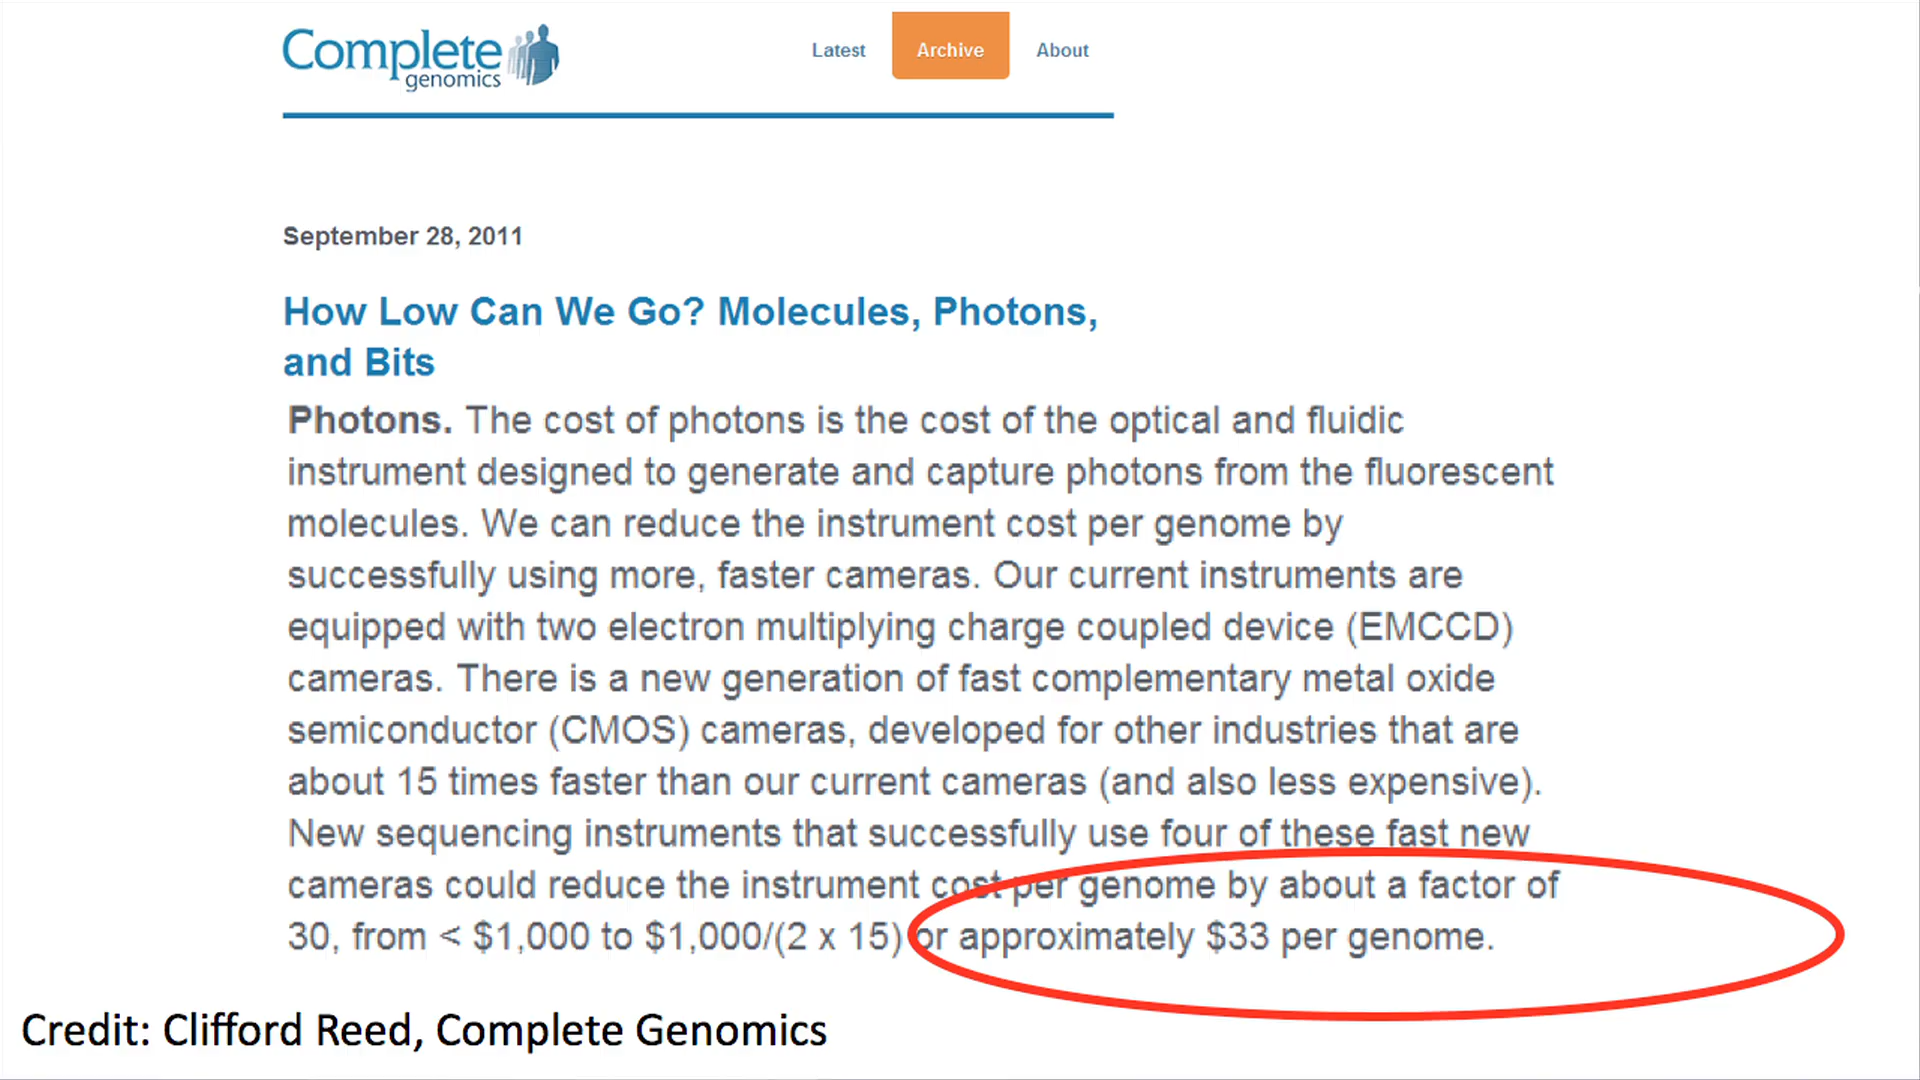 Complete
genomics
Latest
Archive
About
September 28, 2011
How Low Can We Go? Molecules, Photons,
and Bits
Photons. The cost of photons is the cost of the optical and fluidic
instrument designed to generate and capture photons from the fluorescent
molecules. We can reduce the instrument cost per genome by
successfully using more, faster cameras. Our current instruments are
equipped with two electron multiplying charge coupled device (EMCCD)
cameras. There is a new generation of fast complementary metal oxide
semiconductor (CMOS) cameras, developed for other industries that are
about 15 times faster than our current cameras (and also less expensive).
New sequencing instruments that successfully use four of these fast new
cameras could reduce the instrument cost per genome by about a factor of
30, from < $1,000 to $1,000/(2 x 15) or approximately $33 per genome.
Credit: Clifford Reed, Complete Genomics